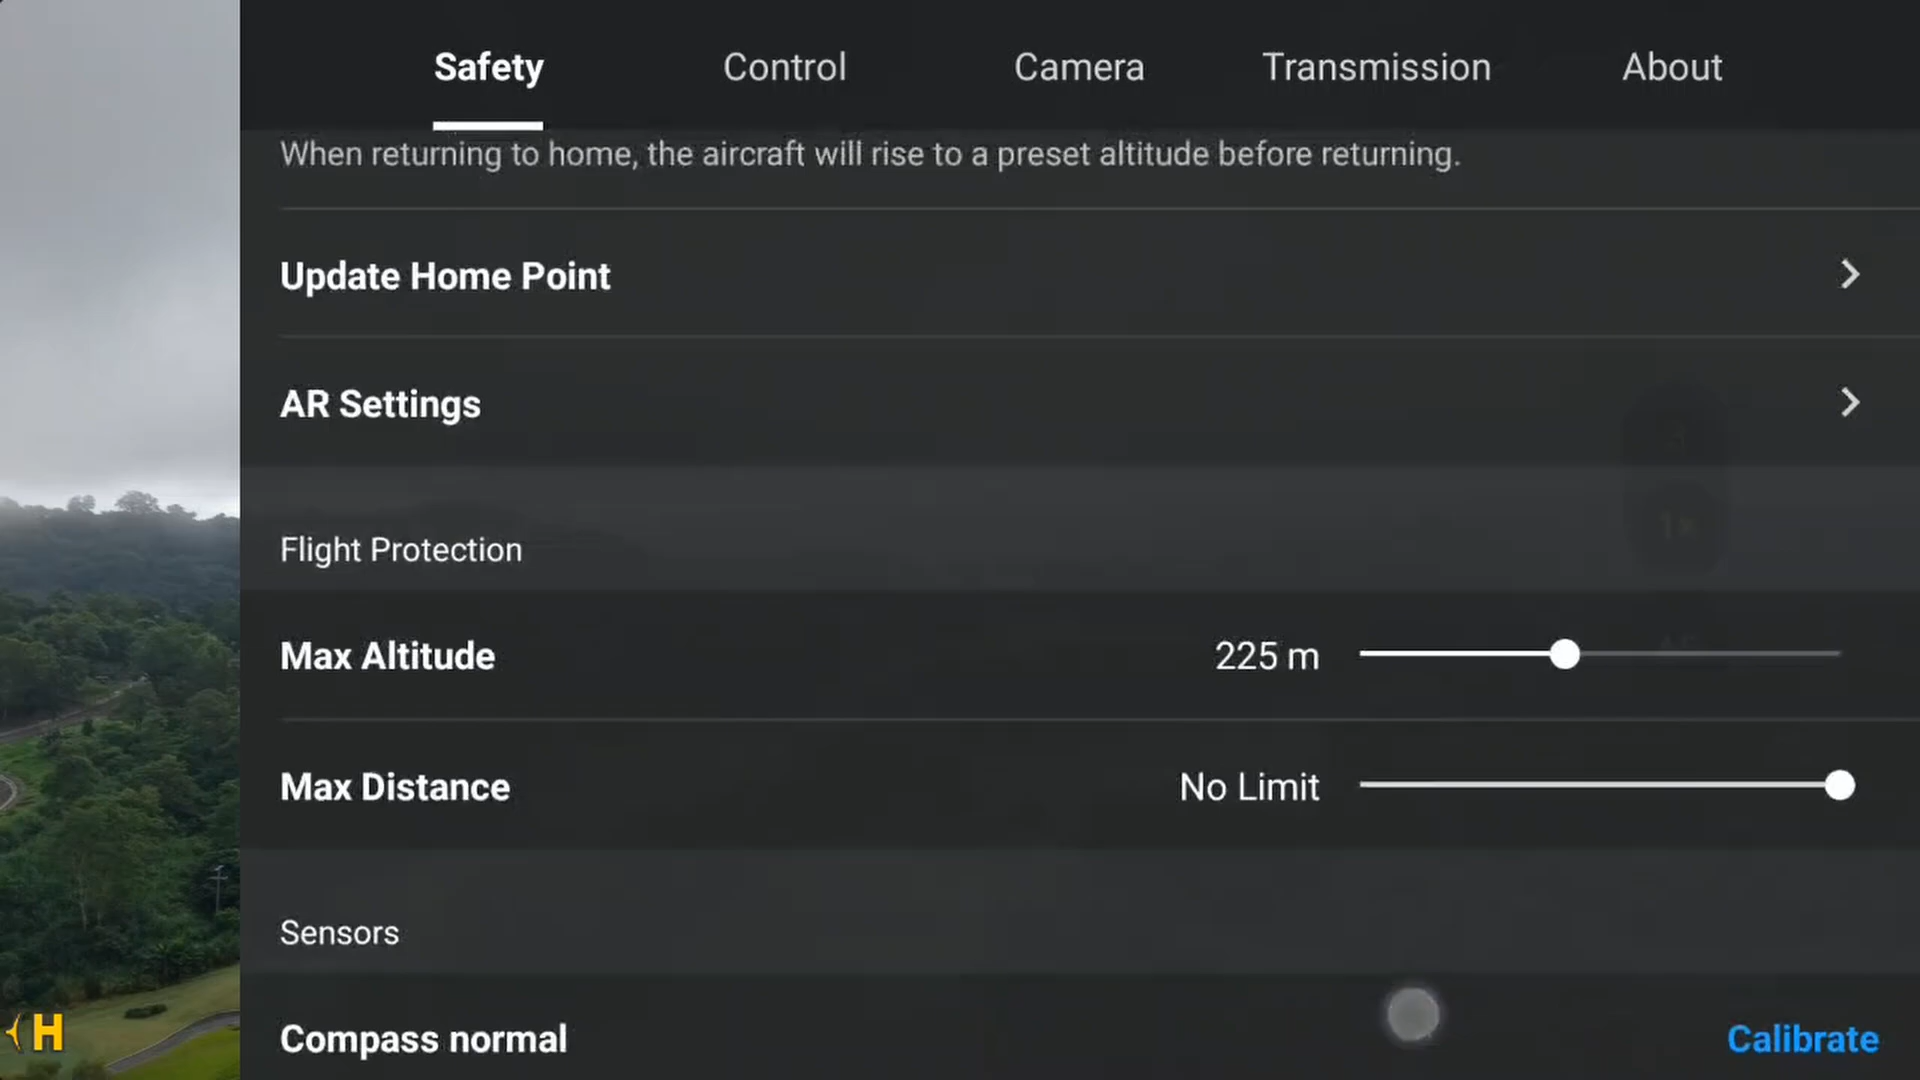 Safety
Control
Camera
Transmission
About
When returning to home, the aircraft will rise to a preset altitude before returning.
Update Home Point
AR Settings
Flight Protection
Max Altitude
225 m
Max Distance
No Limit
Sensors
Compass normal
Calibrate
H